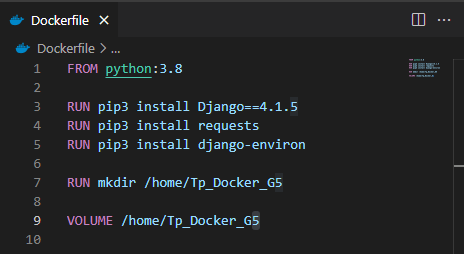 Dockerfile
Dockerfile > ...
1 FROM python:3.8
2
3 RUN pip3 install Django==4.1.5
4 RUN pip3 install requests
5 RUN pip3 install django-environ
6
7 RUN mkdir /home/Tp_Docker_G5
8
9 VOLUME /home/Tp_Docker_G5
10